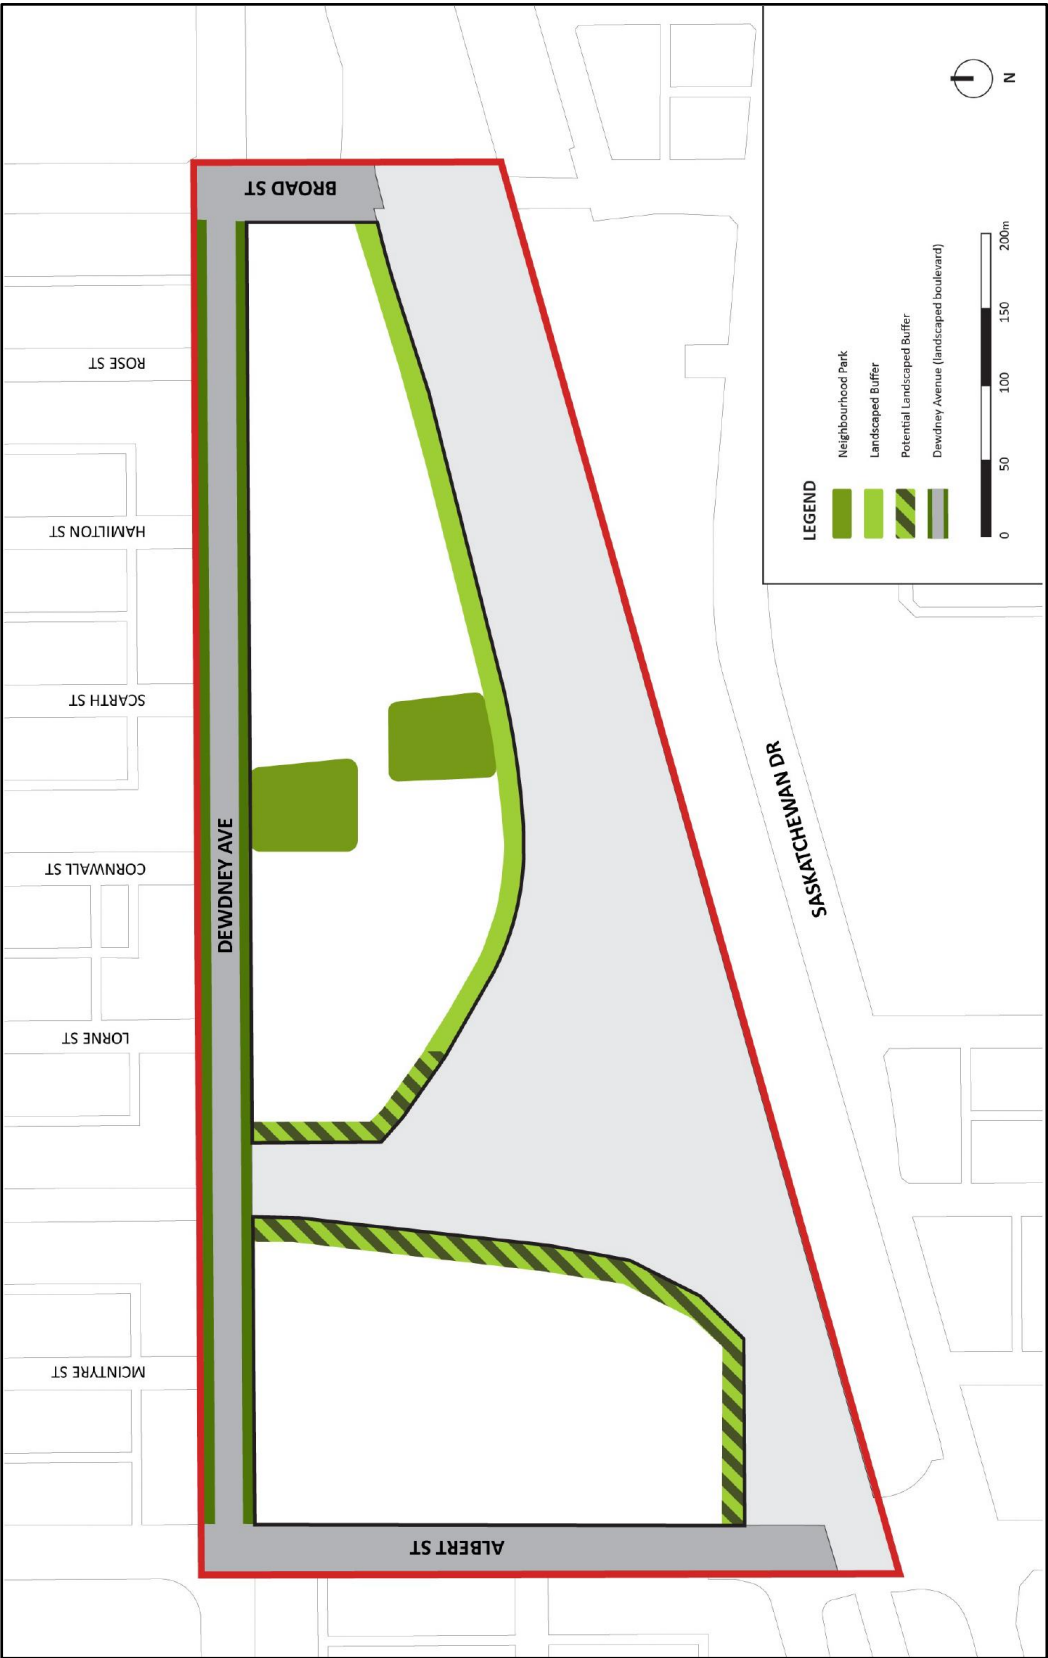 BROAD ST
ROSE ST
HAMILTON ST
SCARTH ST
CORNWALL ST
LORNE ST
MCINTYRE ST
DEWDNEY AVE
ALBERT ST
SASKATCHEWAN DR
N
LEGEND
Neighbourhood Park
Landscaped Buffer
Potential Landscaped Buffer
Dewdney Avenue (landscaped boulevard)
0 50 100 150 200m